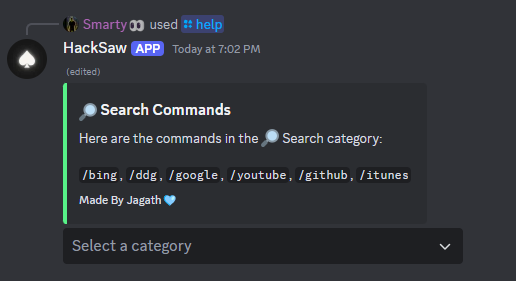 Smarty👀 used help
HackSaw APP Today at 7:02 PM
(edited)
🔎 Search Commands
Here are the commands in the 🔎 Search category:
/bing, /ddg, /google, /youtube, /github, /itunes
Made By Jagath🩵
Select a category